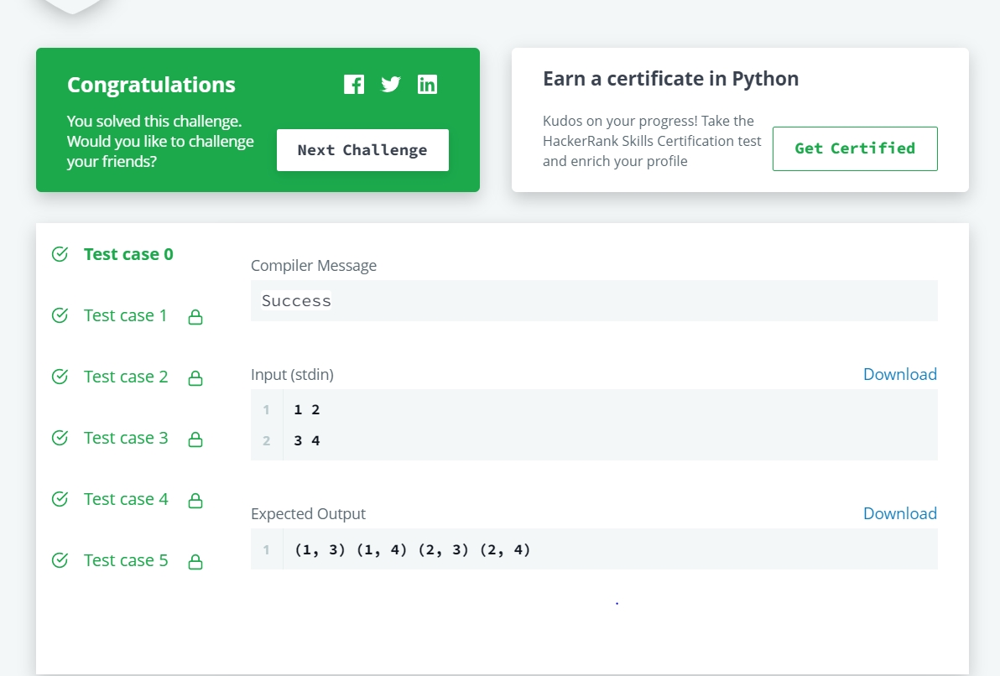 Congratulations
You solved this challenge.
Would you like to challenge
your friends?
Next Challenge
Earn a certificate in Python
Kudos on your progress! Take the
HackerRank Skills Certification test
and enrich your profile
Get Certified
Test case 0
Test case 1
Test case 2
Test case 3
Test case 4
Test case 5
Compiler Message
Success
Input (stdin)
Download
1 1 2
2 3 4
Expected Output
Download
1 (1, 3) (1, 4) (2, 3) (2, 4)